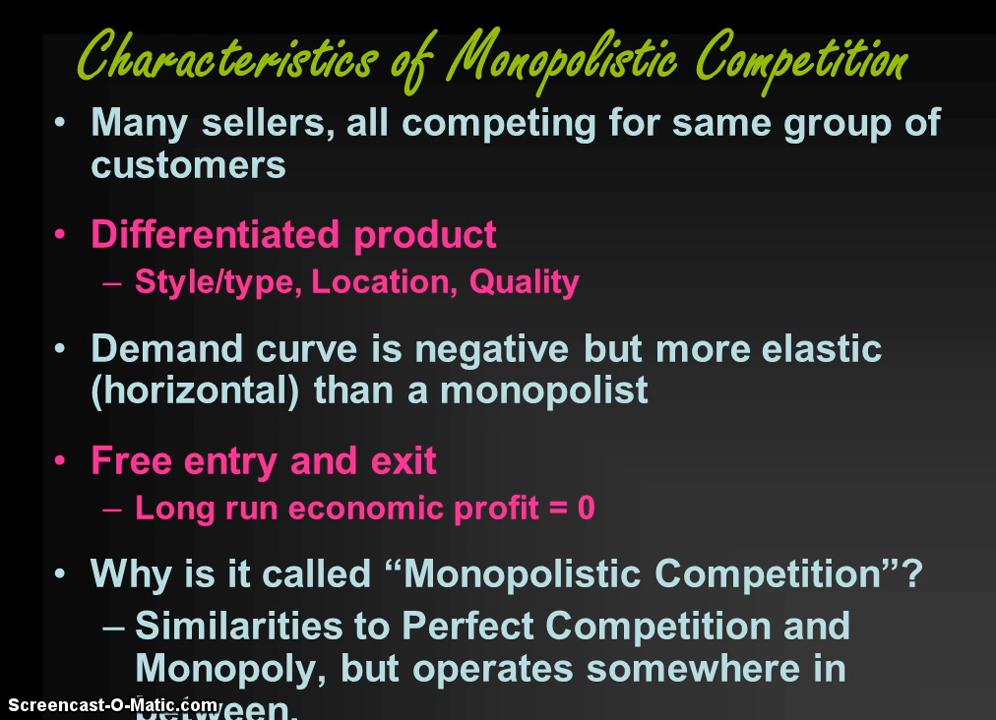 Characteristics of Monopolistic Competition
• Many sellers, all competing for same group of
customers
• Differentiated product
– Style/type, Location, Quality
• Demand curve is negative but more elastic
(horizontal) than a monopolist
• Free entry and exit
– Long run economic profit = 0
• Why is it called “Monopolistic Competition”?
– Similarities to Perfect Competition and
Monopoly, but operates somewhere in
between.
Screencast-O-Matic.com